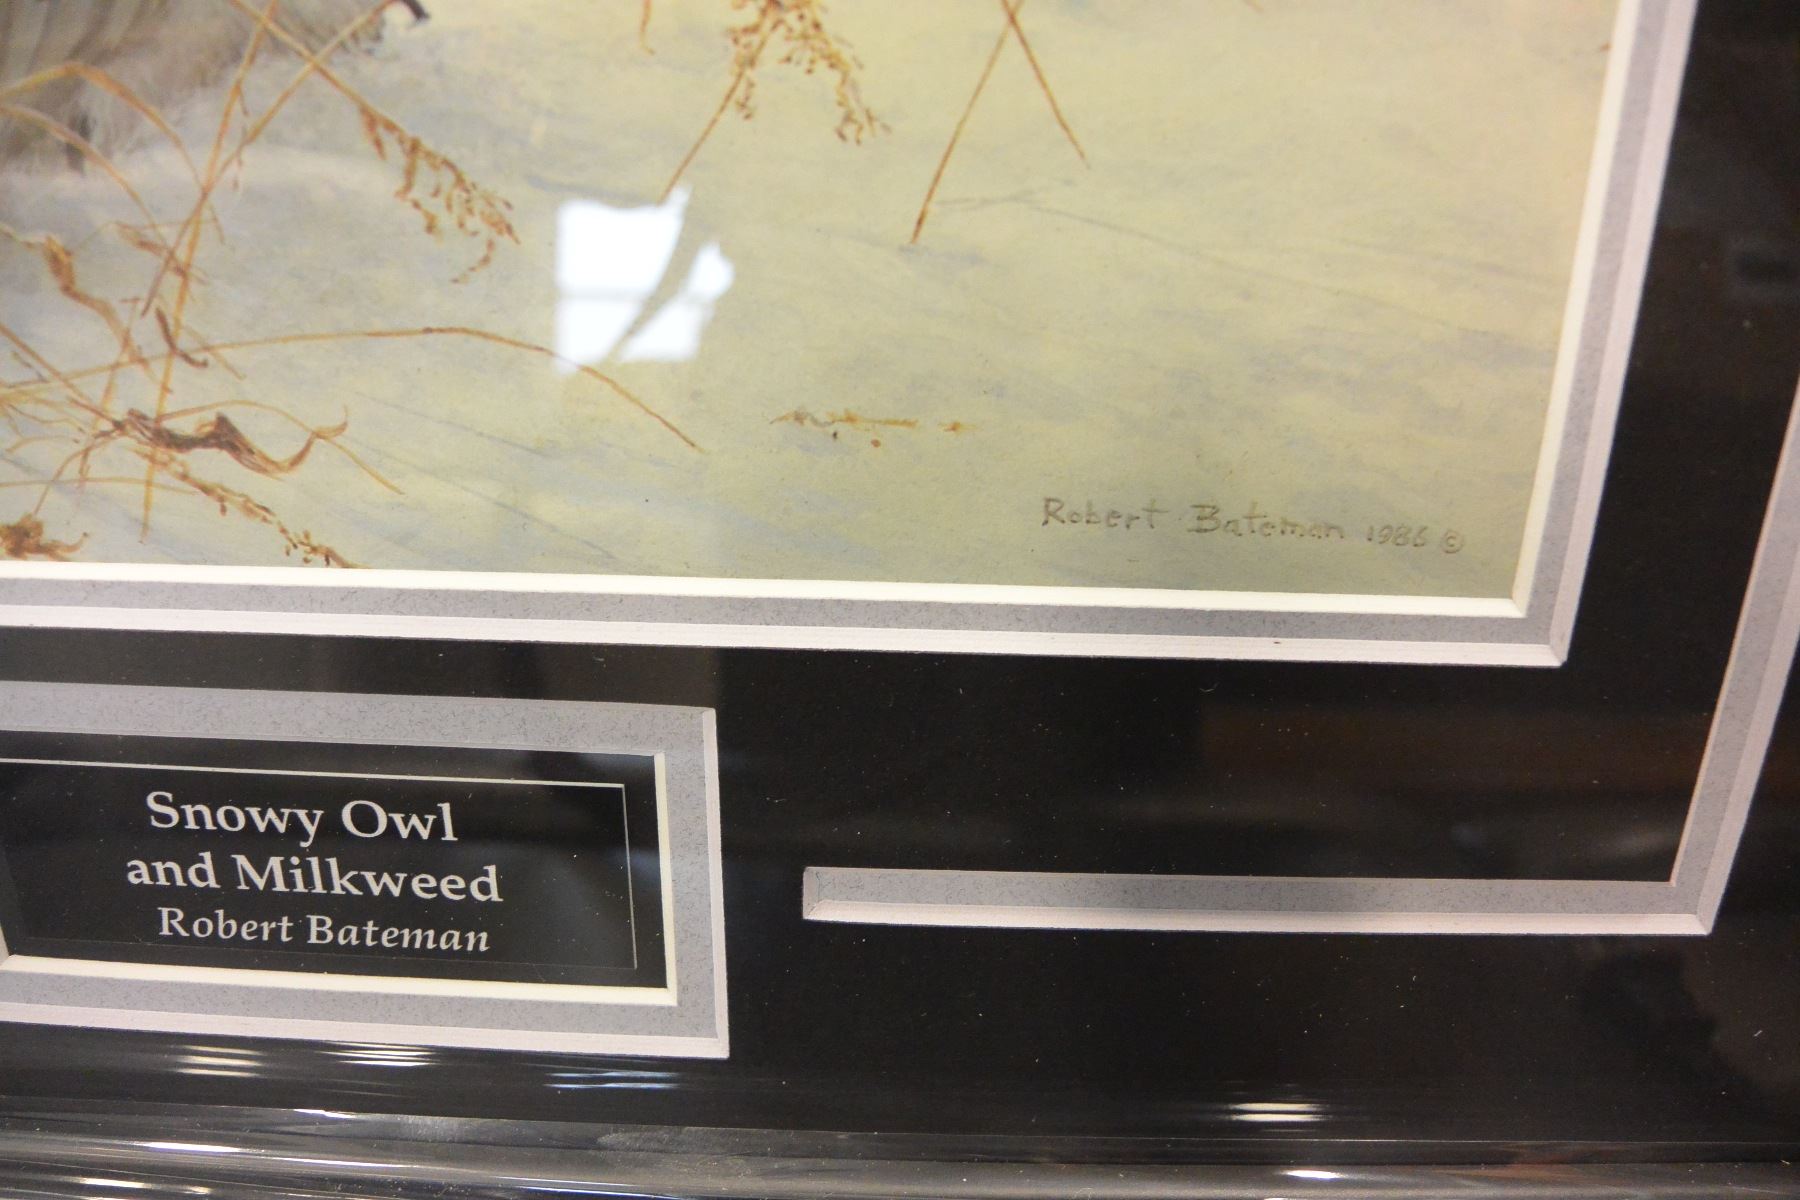 Robert Bateman 1986 ©
Snowy Owl
and Milkweed
Robert Bateman